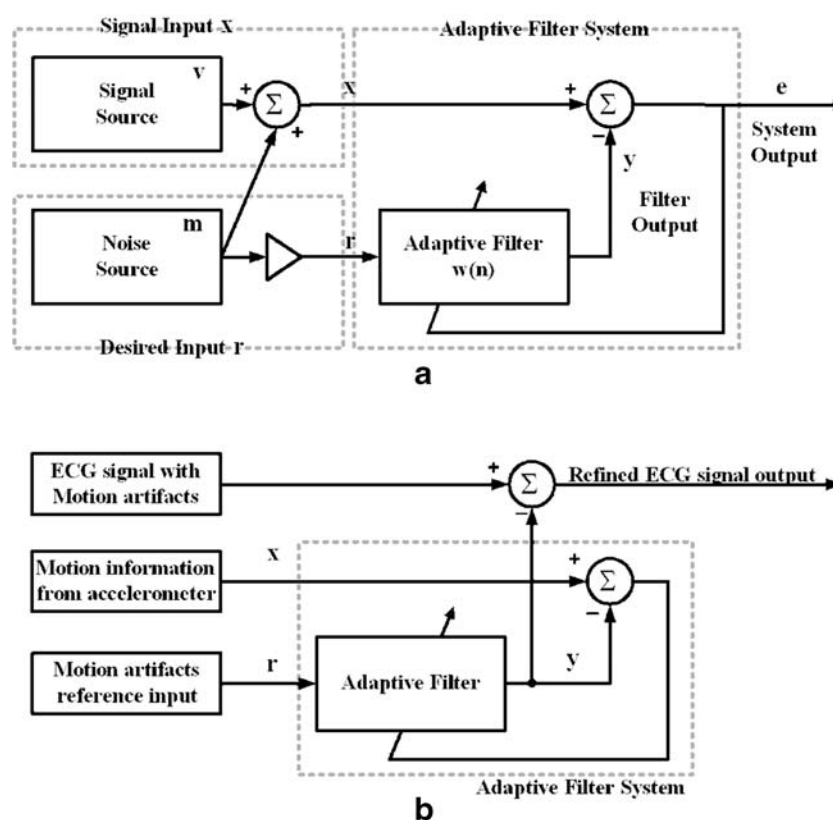 Signal Input x
Adaptive Filter System
v
Signal
Source
+
Σ
+
x
+
Σ
−
e
System
Output
y
Filter
Output
m
Noise
Source
r
Adaptive Filter
w(n)
Desired Input r
a
ECG signal with
Motion artifacts
+
Σ
−
Refined ECG signal output
Motion information
from accelerometer
x
+
Σ
−
Motion artifacts
reference input
r
Adaptive Filter
y
Adaptive Filter System
b